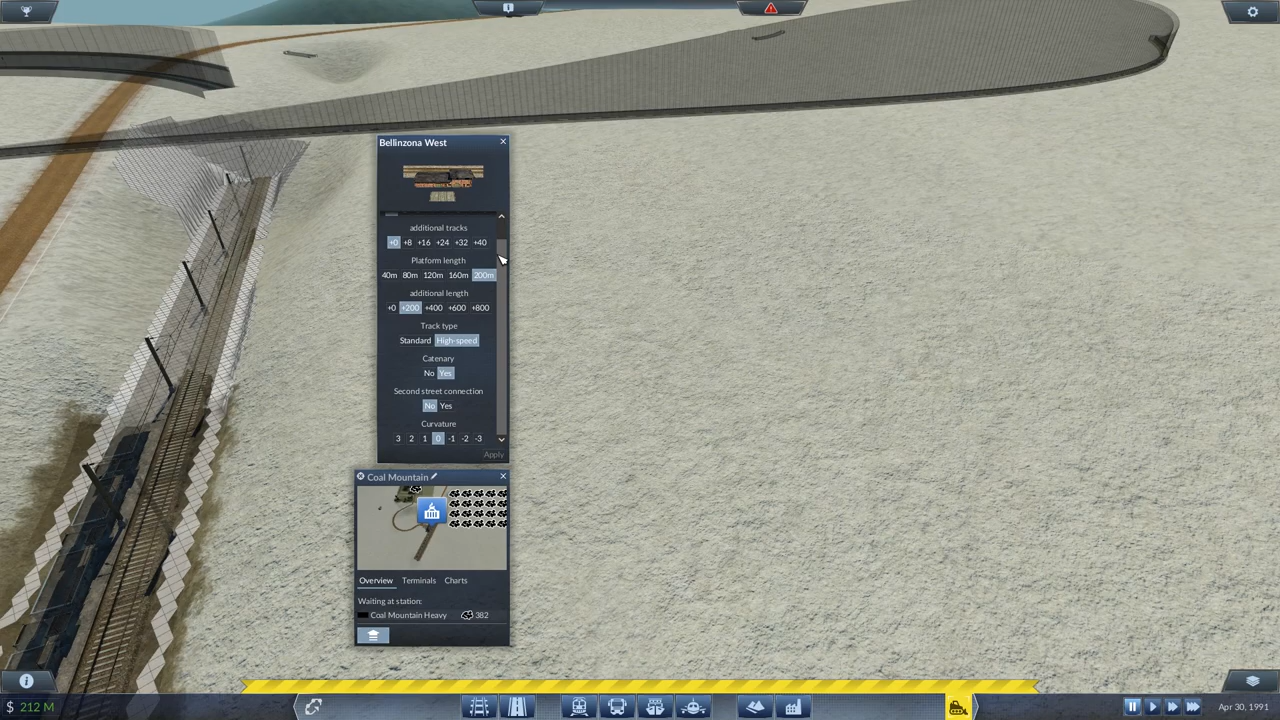 Bellinzona West
additional tracks
+0 +8 +16 +24 +32 +40
Platform length
40m 80m 120m 160m 200m
additional length
+0 +200 +400 +600 +800
Track type
Standard High-speed
Catenary
No Yes
Second street connection
No Yes
Curvature
3 2 1 0 -1 -2 -3
Apply
Coal Mountain
Overview Terminals Charts
Waiting at station:
Coal Mountain Heavy 382
$ 212 M
Apr 30, 1991